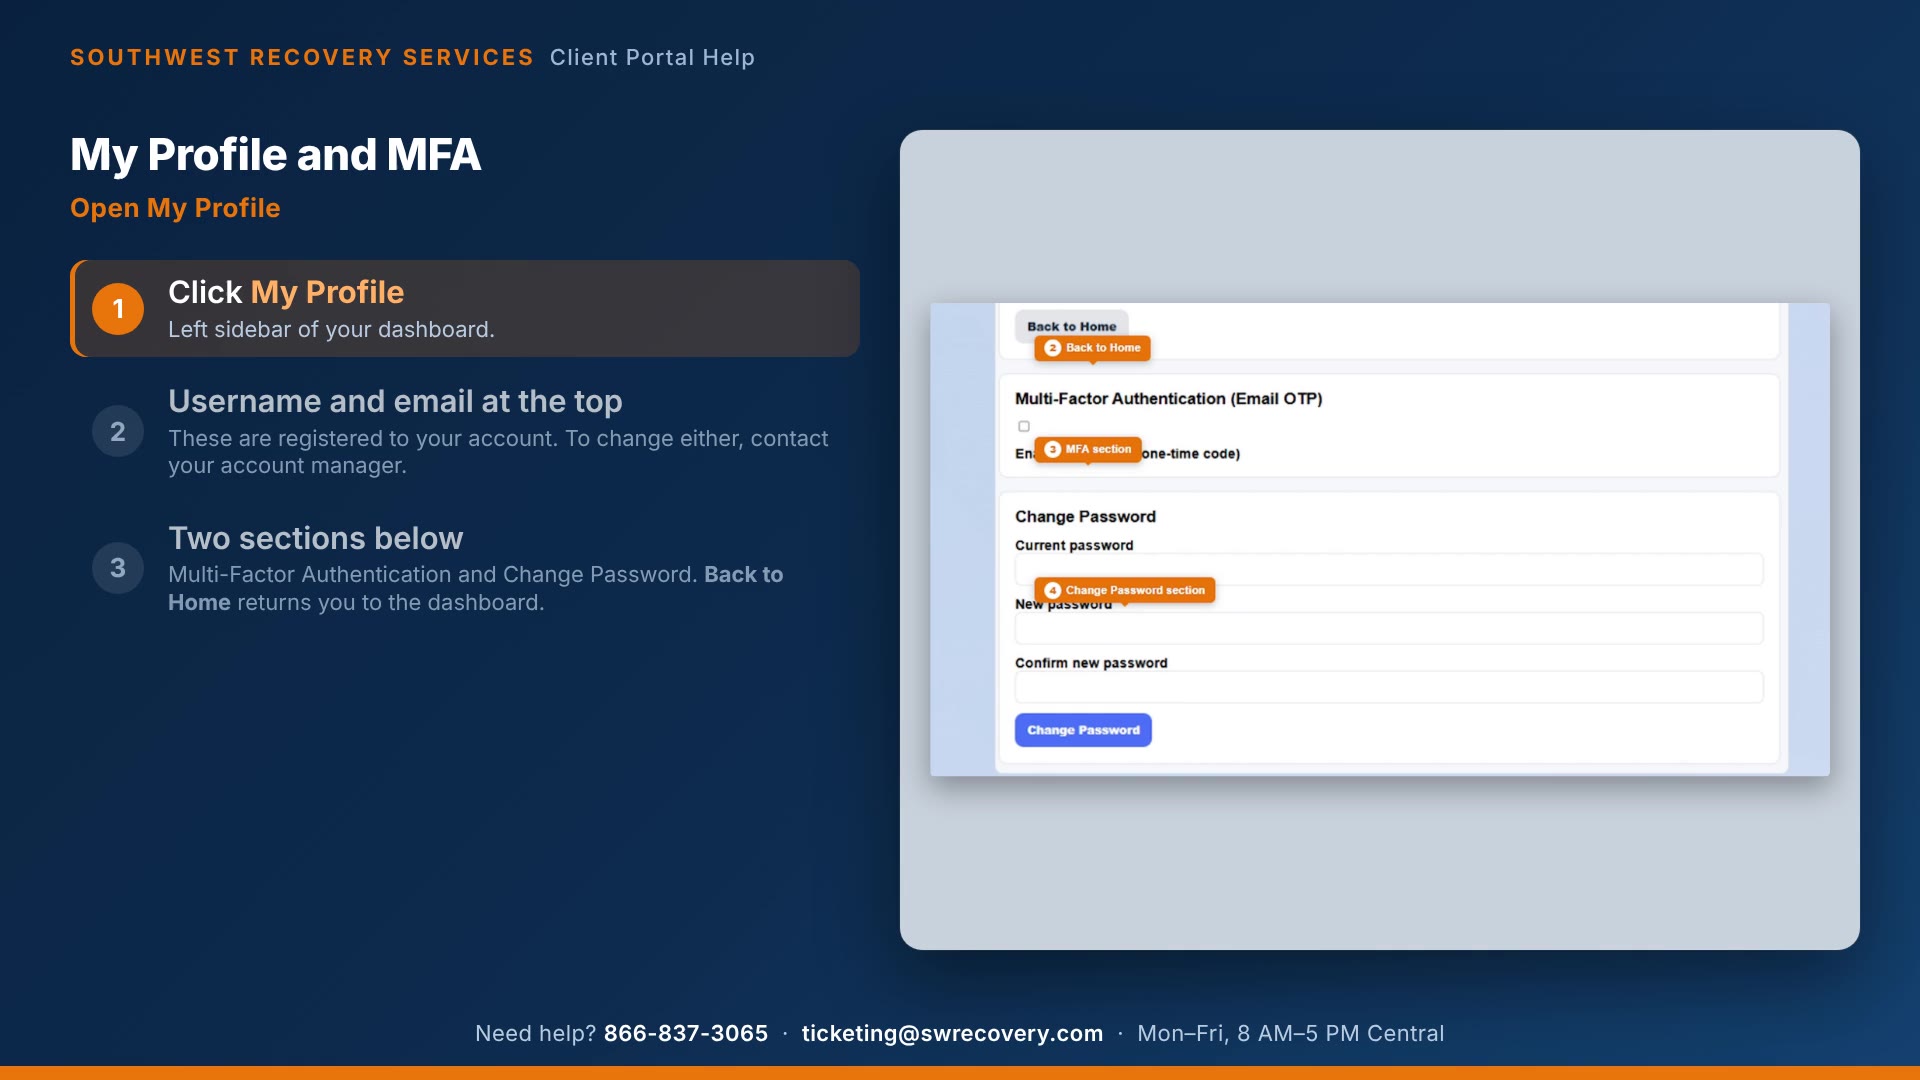 SOUTHWEST RECOVERY SERVICES Client Portal Help
My Profile and MFA
Open My Profile
1 Click My Profile
Left sidebar of your dashboard.
2 Username and email at the top
These are registered to your account. To change either, contact
your account manager.
3 Two sections below
Multi-Factor Authentication and Change Password. Back to
Home returns you to the dashboard.
Back to Home
2 Back to Home
Multi-Factor Authentication (Email OTP)
3 MFA section
one-time code)
Change Password
Current password
4 Change Password section
New password
Confirm new password
Change Password
Need help? 866-837-3065 · ticketing@swrecovery.com · Mon–Fri, 8 AM–5 PM Central